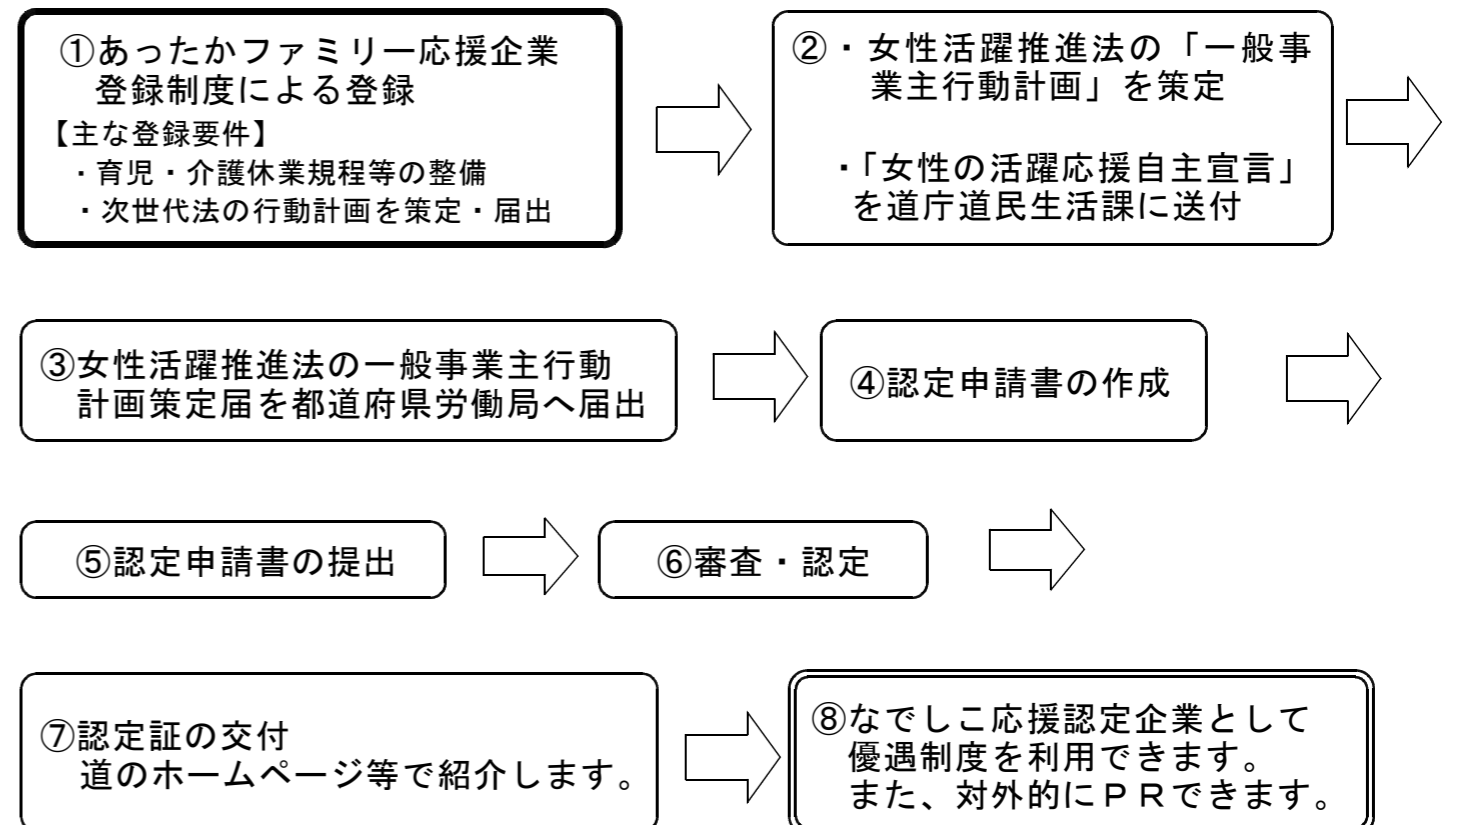 ①あったかファミリー応援企業
登録制度による登録
【主な登録要件】
・育児・介護休業規程等の整備
・次世代法の行動計画を策定・届出
②・女性活躍推進法の「一般事
業主行動計画」を策定
・「女性の活躍応援自主宣言」
を道庁道民生活課に送付
③女性活躍推進法の一般事業主行動
計画策定届を都道府県労働局へ届出
④認定申請書の作成
⑤認定申請書の提出
⑥審査・認定
⑦認定証の交付
道のホームページ等で紹介します。
⑧なでしこ応援認定企業として
優遇制度を利用できます。
また、対外的にＰＲできます。